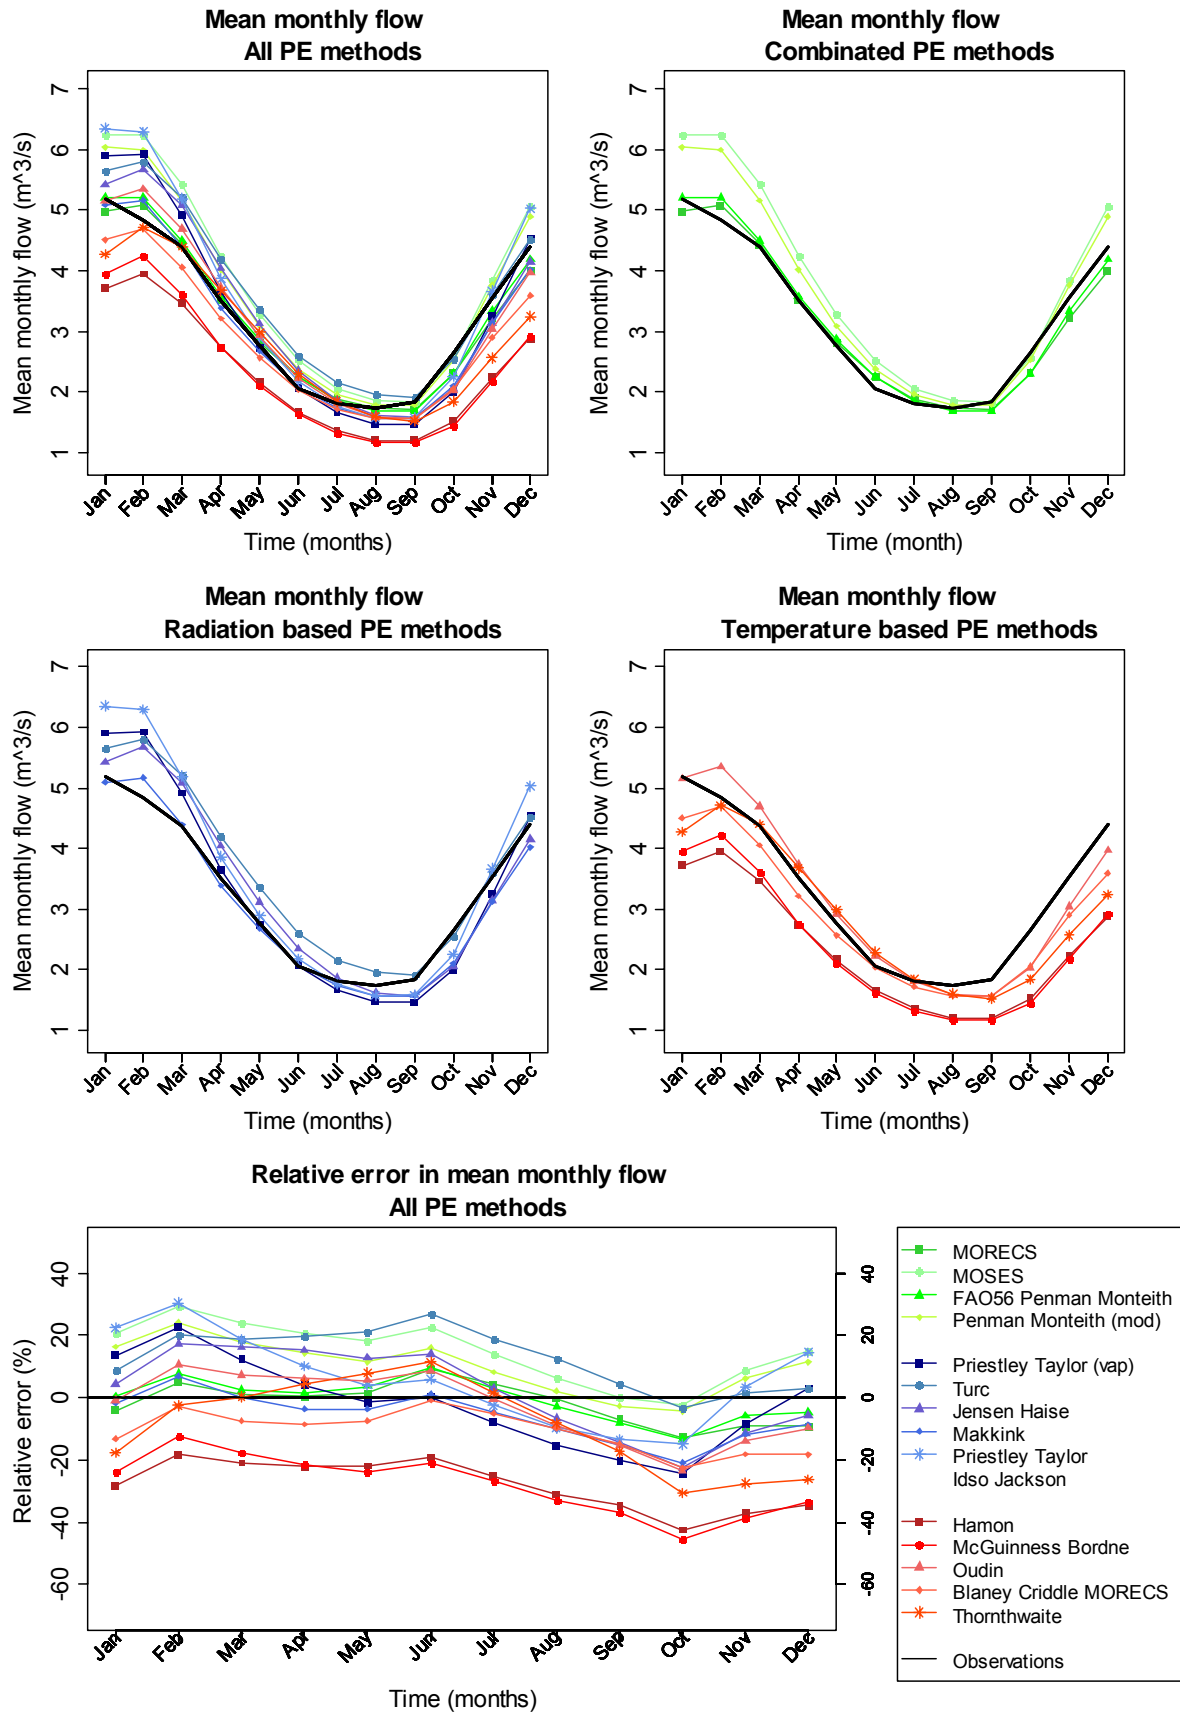 Mean monthly flow
All PE methods
Mean monthly flow (m^3/s)
7
6
5
4
3
2
1
Jan Feb Mar Apr May Jun Jul Aug Sep Oct Nov Dec
Time (months)
Mean monthly flow
Combinated PE methods
Mean monthly flow (m^3/s)
7
6
5
4
3
2
1
Jan Feb Mar Apr May Jun Jul Aug Sep Oct Nov Dec
Time (month)
Mean monthly flow
Radiation based PE methods
Mean monthly flow (m^3/s)
7
6
5
4
3
2
1
Jan Feb Mar Apr May Jun Jul Aug Sep Oct Nov Dec
Time (months)
Mean monthly flow
Temperature based PE methods
Mean monthly flow (m^3/s)
7
6
5
4
3
2
1
Jan Feb Mar Apr May Jun Jul Aug Sep Oct Nov Dec
Time (months)
Relative error in mean monthly flow
All PE methods
Relative error (%)
40
20
0
-20
-40
-60
40
20
0
-20
-40
-60
Jan Feb Mar Apr May Jun Jul Aug Sep Oct Nov Dec
Time (months)
MORECS
MOSES
FAO56 Penman Monteith
Penman Monteith (mod)
Priestley Taylor (vap)
Turc
Jensen Haise
Makkink
Priestley Taylor
Idso Jackson
Hamon
McGuinness Bordne
Oudin
Blaney Criddle MORECS
Thornthwaite
Observations